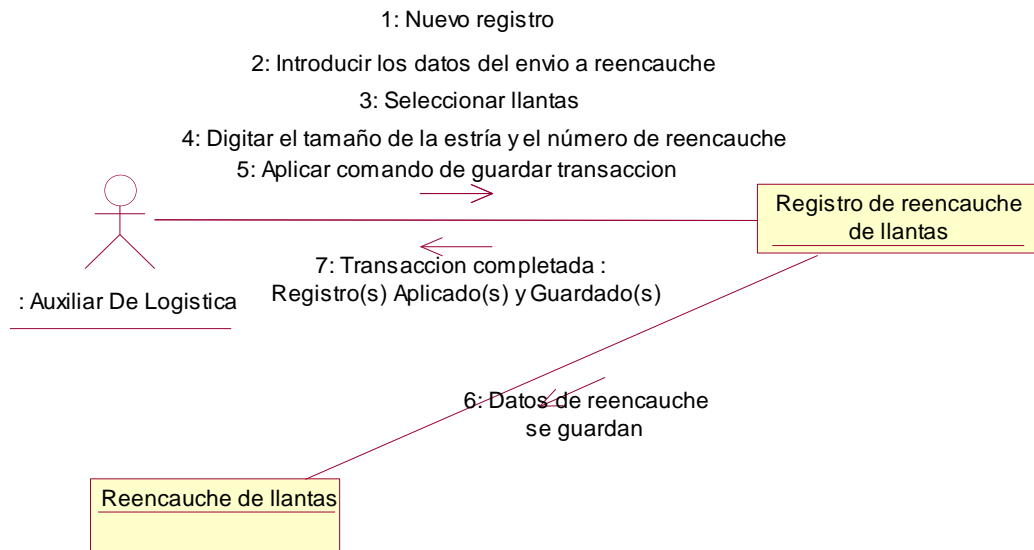 1: Nuevo registro
2: Introducir los datos del envio a reencauche
3: Seleccionar llantas
4: Digitar el tamaño de la estría y el número de reencauche
5: Aplicar comando de guardar transaccion
Registro de reencauche
de llantas
7: Transaccion completada :
Registro(s) Aplicado(s) y Guardado(s)
: Auxiliar De Logistica
6: Datos de reencauche
se guardan
Reencauche de llantas